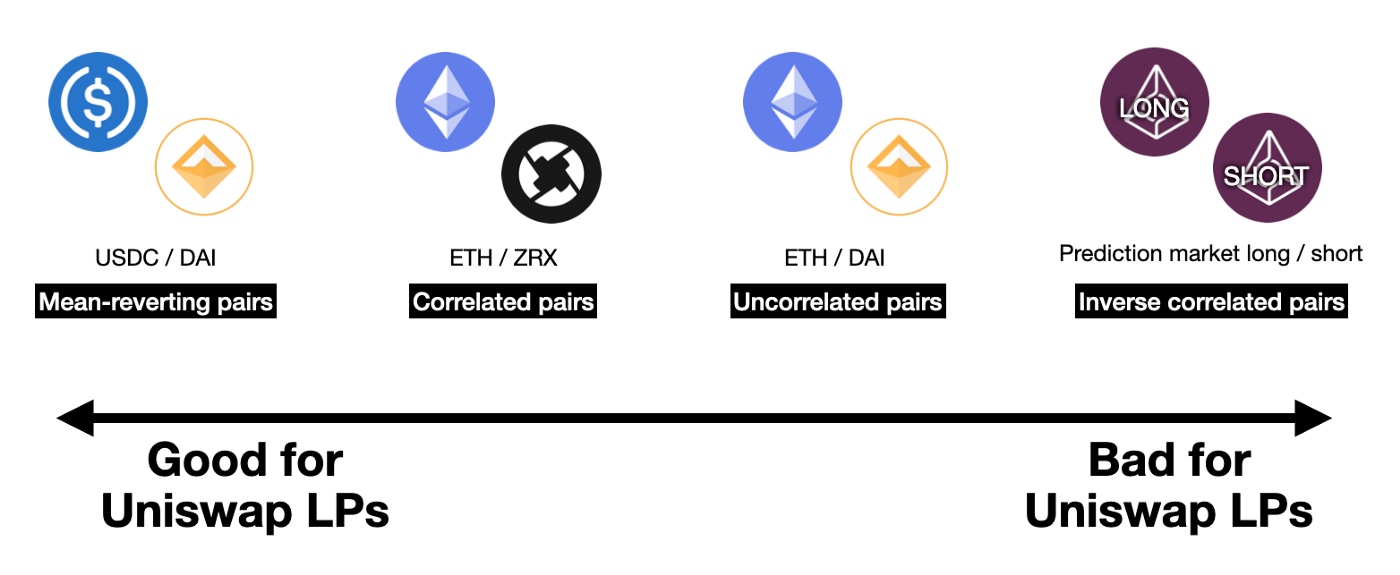 LONG
SHORT
USDC / DAI
Mean-reverting pairs
ETH / ZRX
Correlated pairs
ETH / DAI
Uncorrelated pairs
Prediction market long / short
Inverse correlated pairs
Good for
Uniswap LPs
Bad for
Uniswap LPs